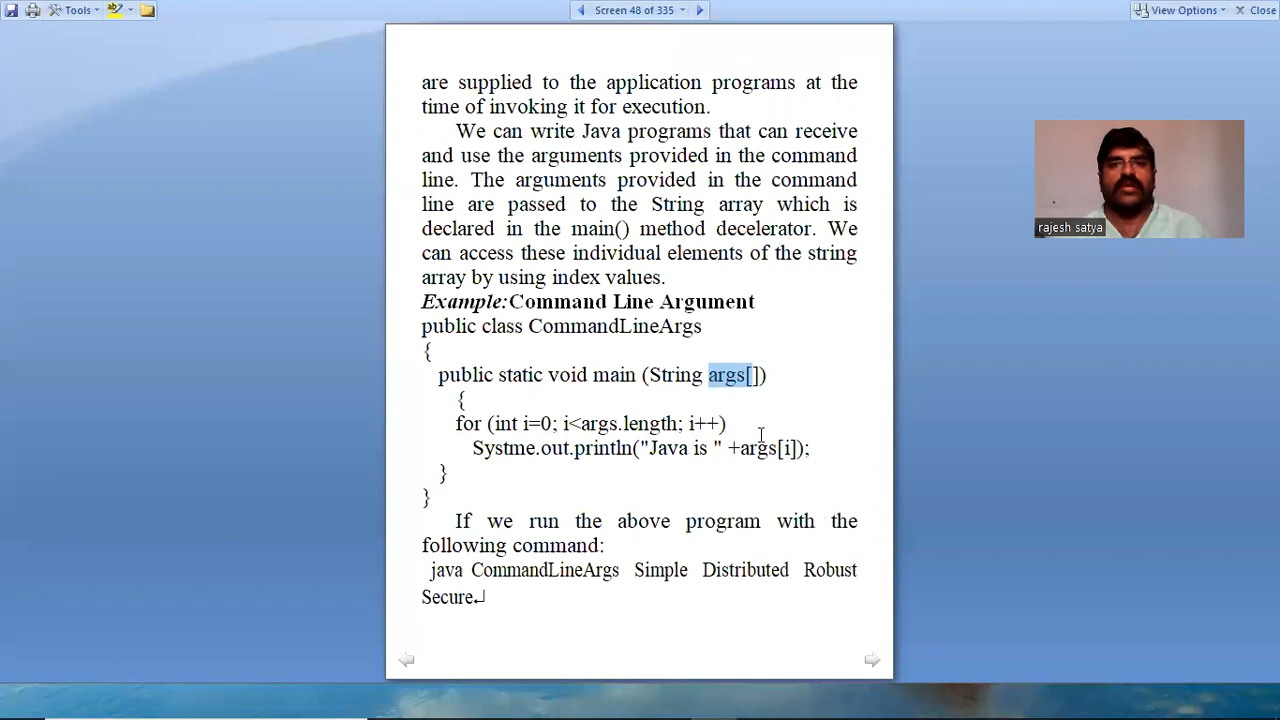 Tools
Screen 48 of 335
View Options
Close
are supplied to the application programs at the
time of invoking it for execution.
We can write Java programs that can receive
and use the arguments provided in the command
line. The arguments provided in the command
line are passed to the String array which is
declared in the main() method decelerator. We
can access these individual elements of the string
array by using index values.
Example:Command Line Argument
public class CommandLineArgs
{
public static void main (String args[])
{
for (int i=0; i<args.length; i++)
Systme.out.println("Java is " +args[i]);
}
}
If we run the above program with the
following command:
java CommandLineArgs Simple Distributed Robust
Secure↵
rajesh satya